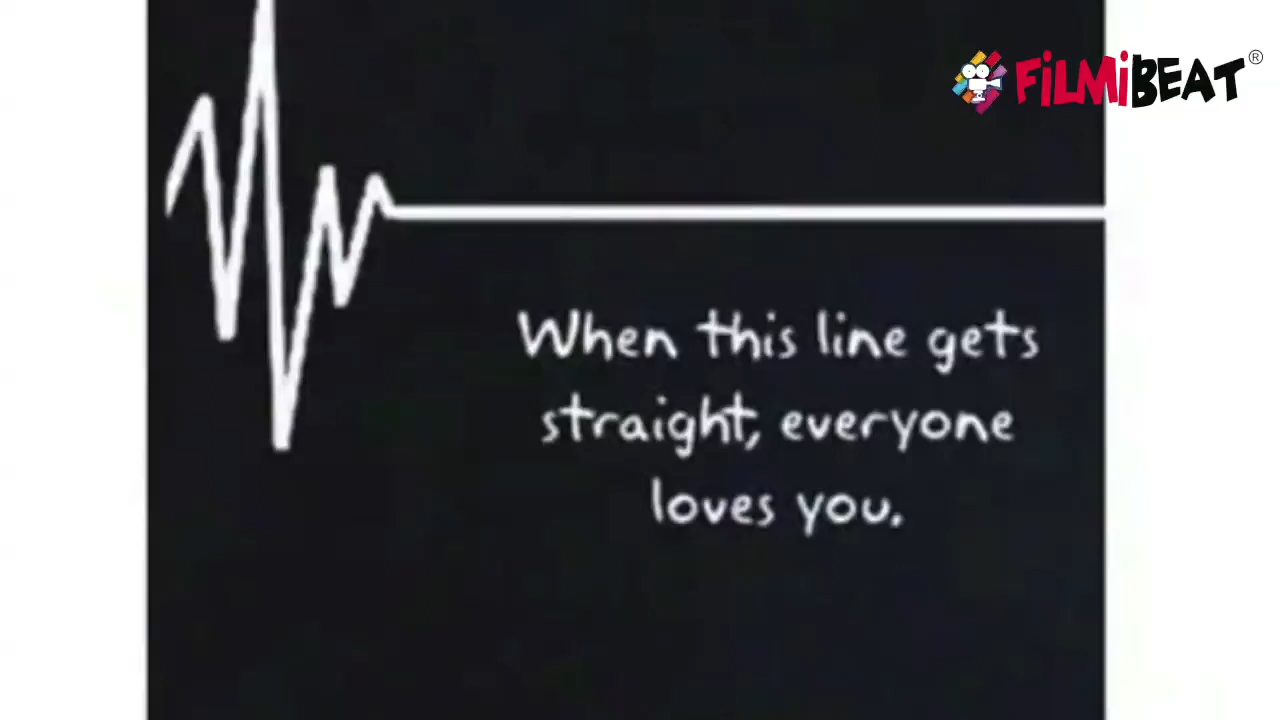 FiLMiBEAT®
When this line gets
straight, everyone
loves you.